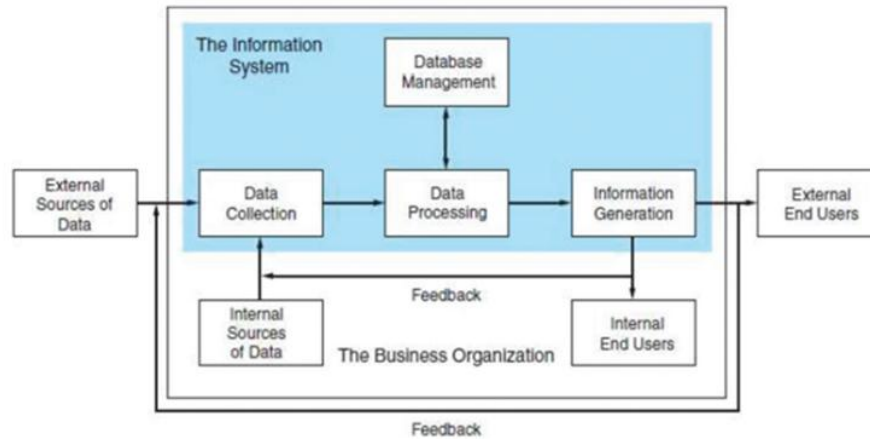 The Information
System
Database
Management
External
Sources of
Data
Data
Collection
Data
Processing
Information
Generation
External
End Users
Feedback
Internal
Sources
of Data
Internal
End Users
The Business Organization
Feedback